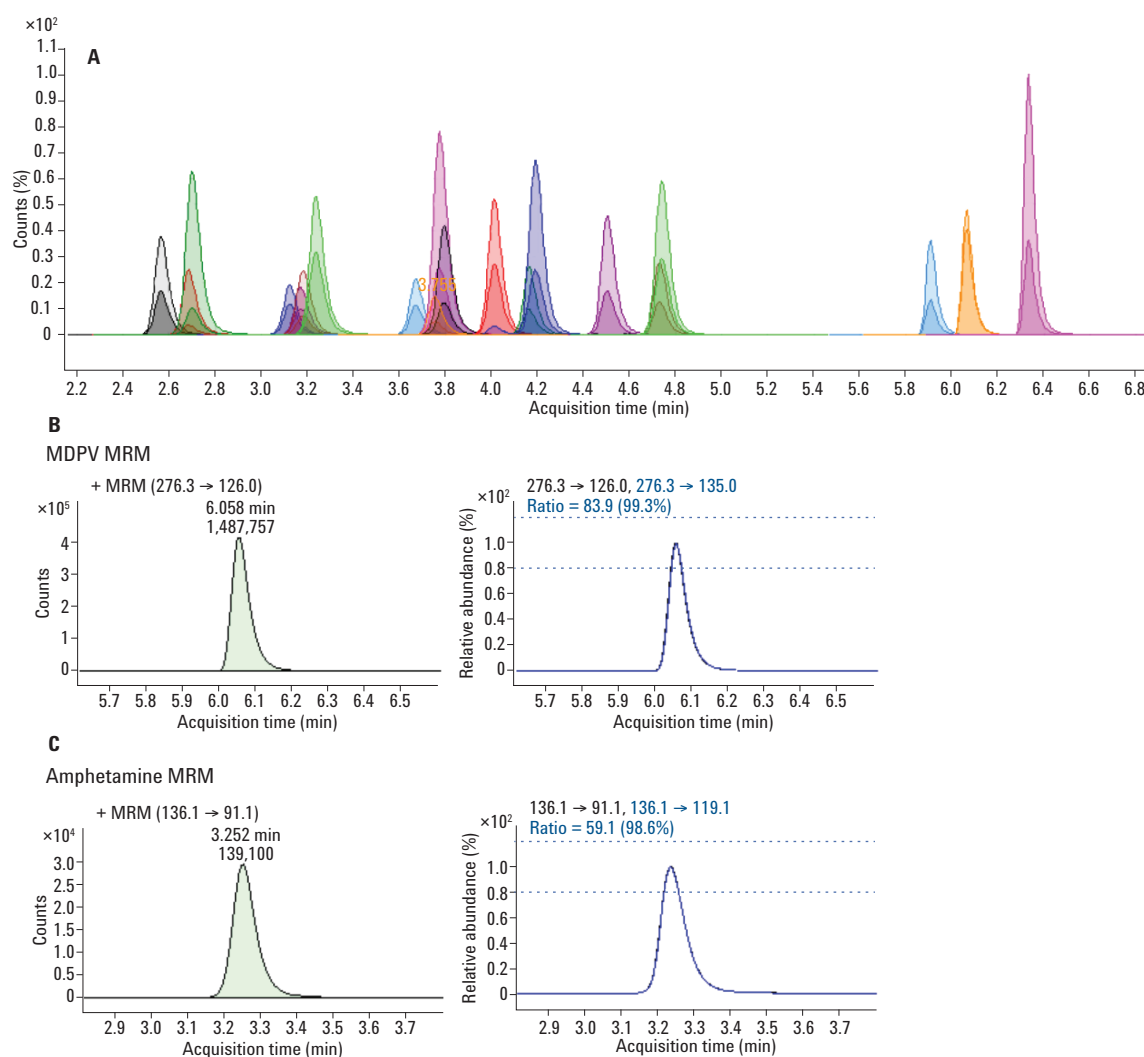 ×10²
1.1
A
1.0
0.9
0.8
0.7
0.6
0.5
0.4
0.3
0.2
0.1
0
Counts (%)
3.755
2.2 2.4 2.6 2.8 3.0 3.2 3.4 3.6 3.8 4.0 4.2 4.4 4.6 4.8 5.0 5.2 5.4 5.6 5.8 6.0 6.2 6.4 6.6 6.8
Acquisition time (min)
B
MDPV MRM
+ MRM (276.3 → 126.0)
×10⁵
6.058 min
1,487,757
4
3
2
1
0
Counts
5.7 5.8 5.9 6.0 6.1 6.2 6.3 6.4 6.5
Acquisition time (min)
276.3 → 126.0, 276.3 → 135.0
×10²
Ratio = 83.9 (99.3%)
1.0
0.8
0.6
0.4
0.2
0
Relative abundance (%)
5.7 5.8 5.9 6.0 6.1 6.2 6.3 6.4 6.5
Acquisition time (min)
C
Amphetamine MRM
+ MRM (136.1 → 91.1)
×10⁴
3.252 min
139,100
3.0
2.5
2.0
1.5
1.0
0.5
0
Counts
2.9 3.0 3.1 3.2 3.3 3.4 3.5 3.6 3.7
Acquisition time (min)
136.1 → 91.1, 136.1 → 119.1
×10²
Ratio = 59.1 (98.6%)
1.0
0.8
0.6
0.4
0.2
0
Relative abundance (%)
2.9 3.0 3.1 3.2 3.3 3.4 3.5 3.6 3.7
Acquisition time (min)